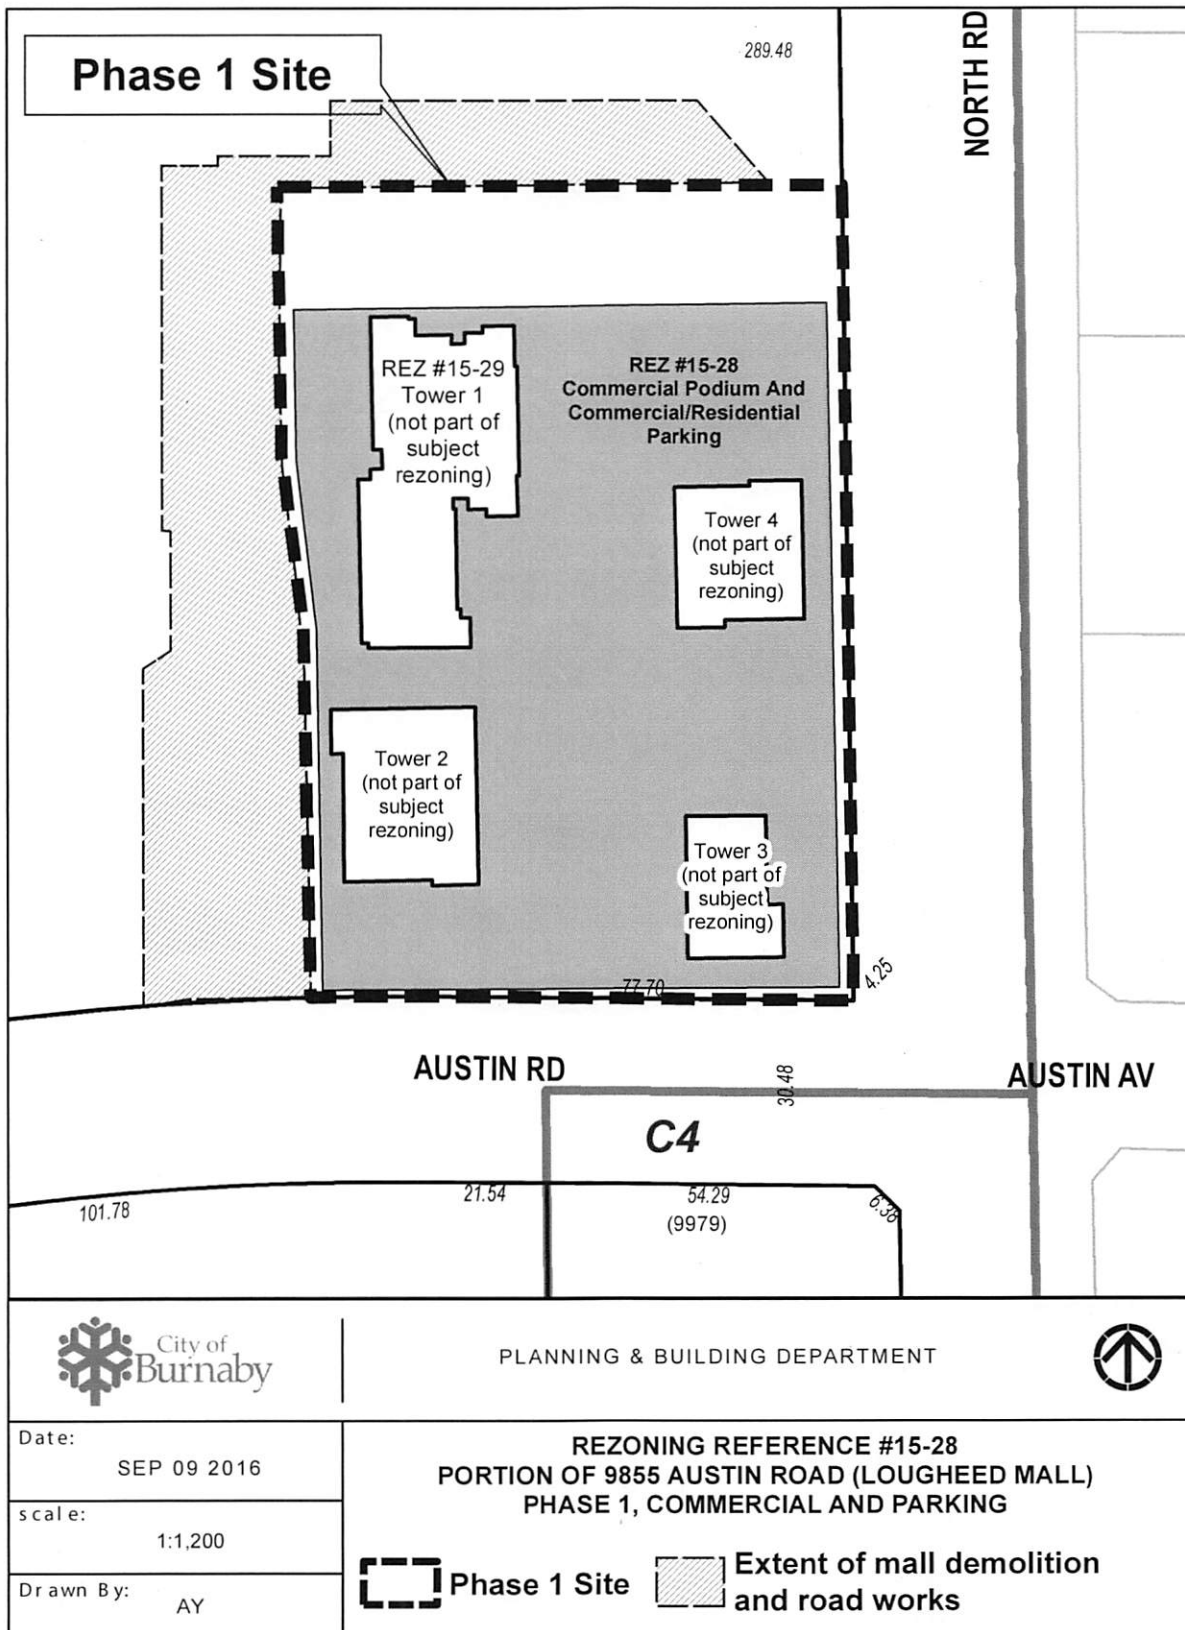 Phase 1 Site
289.48
NORTH RD
REZ #15-29
Tower 1
(not part of
subject
rezoning)
REZ #15-28
Commercial Podium And
Commercial/Residential
Parking
Tower 4
(not part of
subject
rezoning)
Tower 2
(not part of
subject
rezoning)
Tower 3
(not part of
subject
rezoning)
77.70
4.25
AUSTIN RD
30.48
AUSTIN AV
C4
101.78
21.54
54.29
(9979)
6.38
City of
Burnaby
PLANNING & BUILDING DEPARTMENT
Date:
SEP 09 2016
scale:
1:1,200
Drawn By:
AY
REZONING REFERENCE #15-28
PORTION OF 9855 AUSTIN ROAD (LOUGHEED MALL)
PHASE 1, COMMERCIAL AND PARKING
Phase 1 Site
Extent of mall demolition
and road works